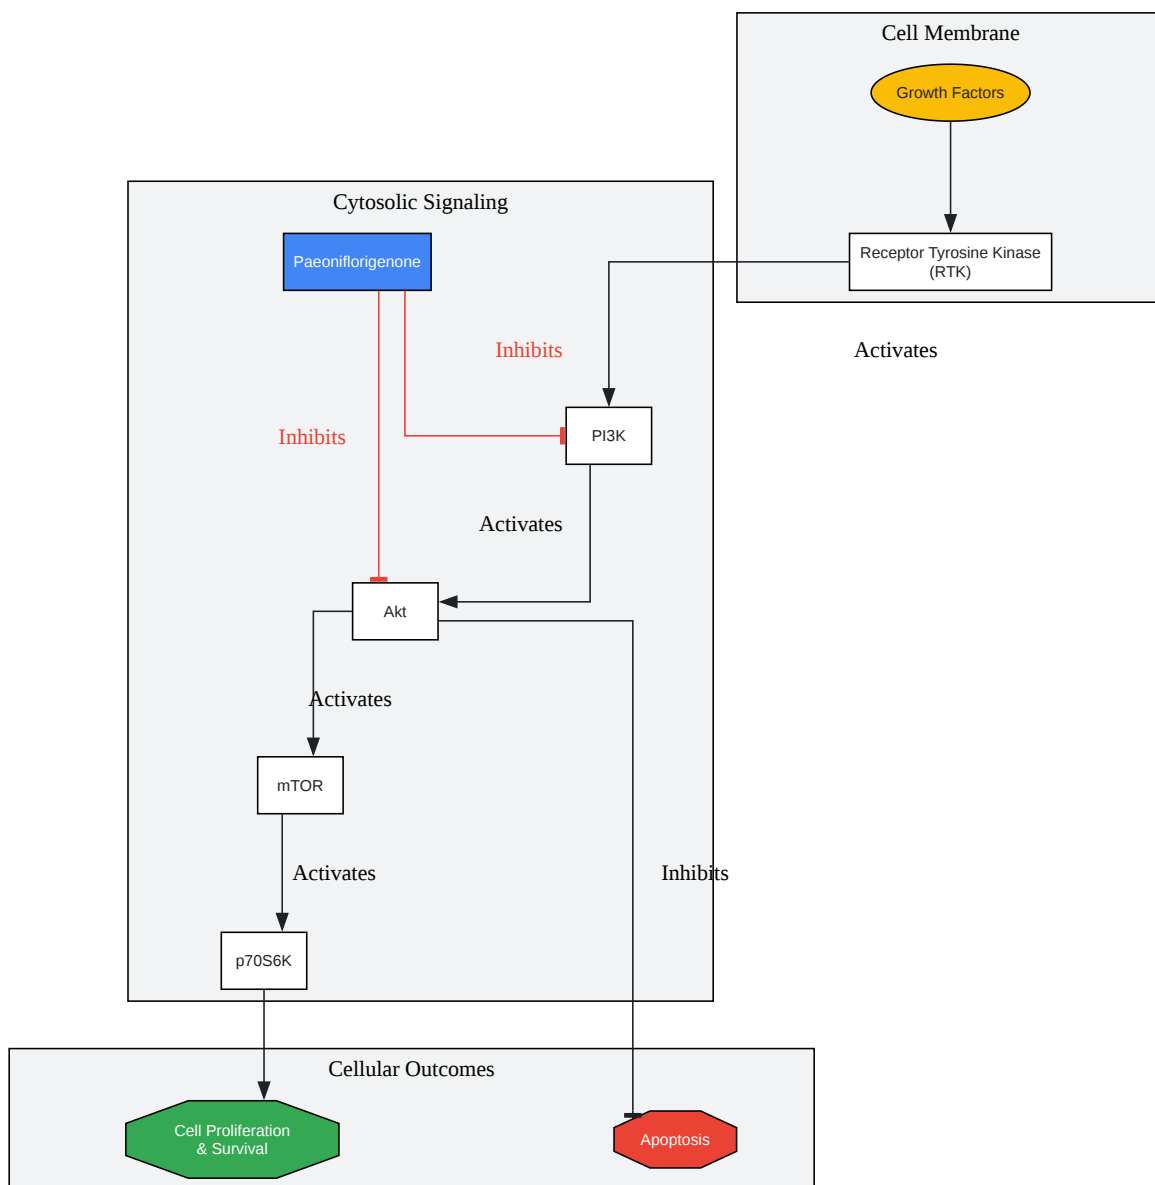 Cell Membrane
Growth Factors
Cytosolic Signaling
Paeoniflorigenone
Receptor Tyrosine Kinase
(RTK)
Inhibits
Activates
Inhibits
PI3K
Activates
Akt
Activates
mTOR
Activates
Inhibits
p70S6K
Cellular Outcomes
Cell Proliferation
& Survival
Apoptosis